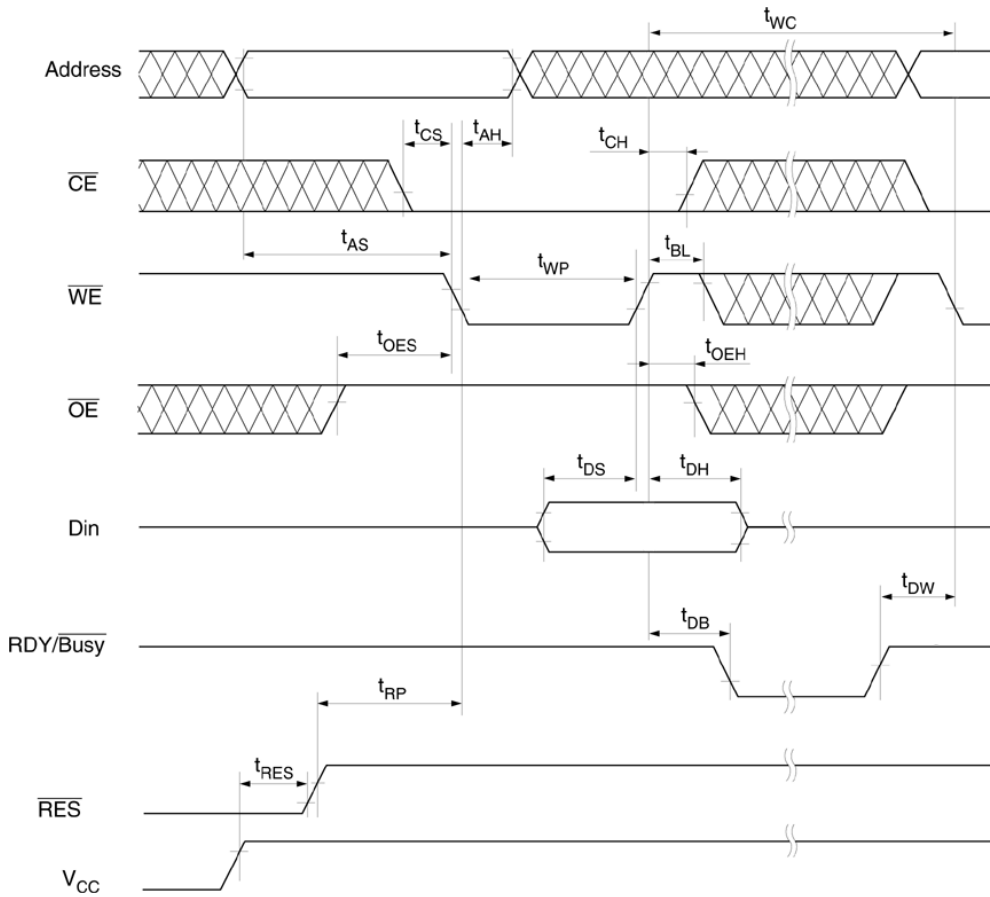 tWC
Address
tCS
tAH
tCH
CE
tAS
tWP
tBL
WE
tOES
tOEH
OE
tDS
tDH
Din
tDW
tDB
RDY/Busy
tRP
tRES
RES
VCC